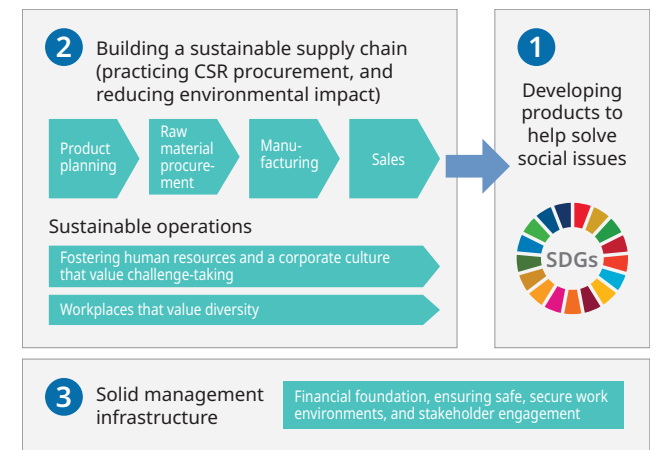 2
Building a sustainable supply chain
(practicing CSR procurement, and
reducing environmental impact)
Product
planning
Raw
material
procure-
ment
Manu-
facturing
Sales
Sustainable operations
Fostering human resources and a corporate culture
that value challenge-taking
Workplaces that value diversity
1
Developing
products to
help solve
social issues
SDGs
3
Solid management
infrastructure
Financial foundation, ensuring safe, secure work
environments, and stakeholder engagement